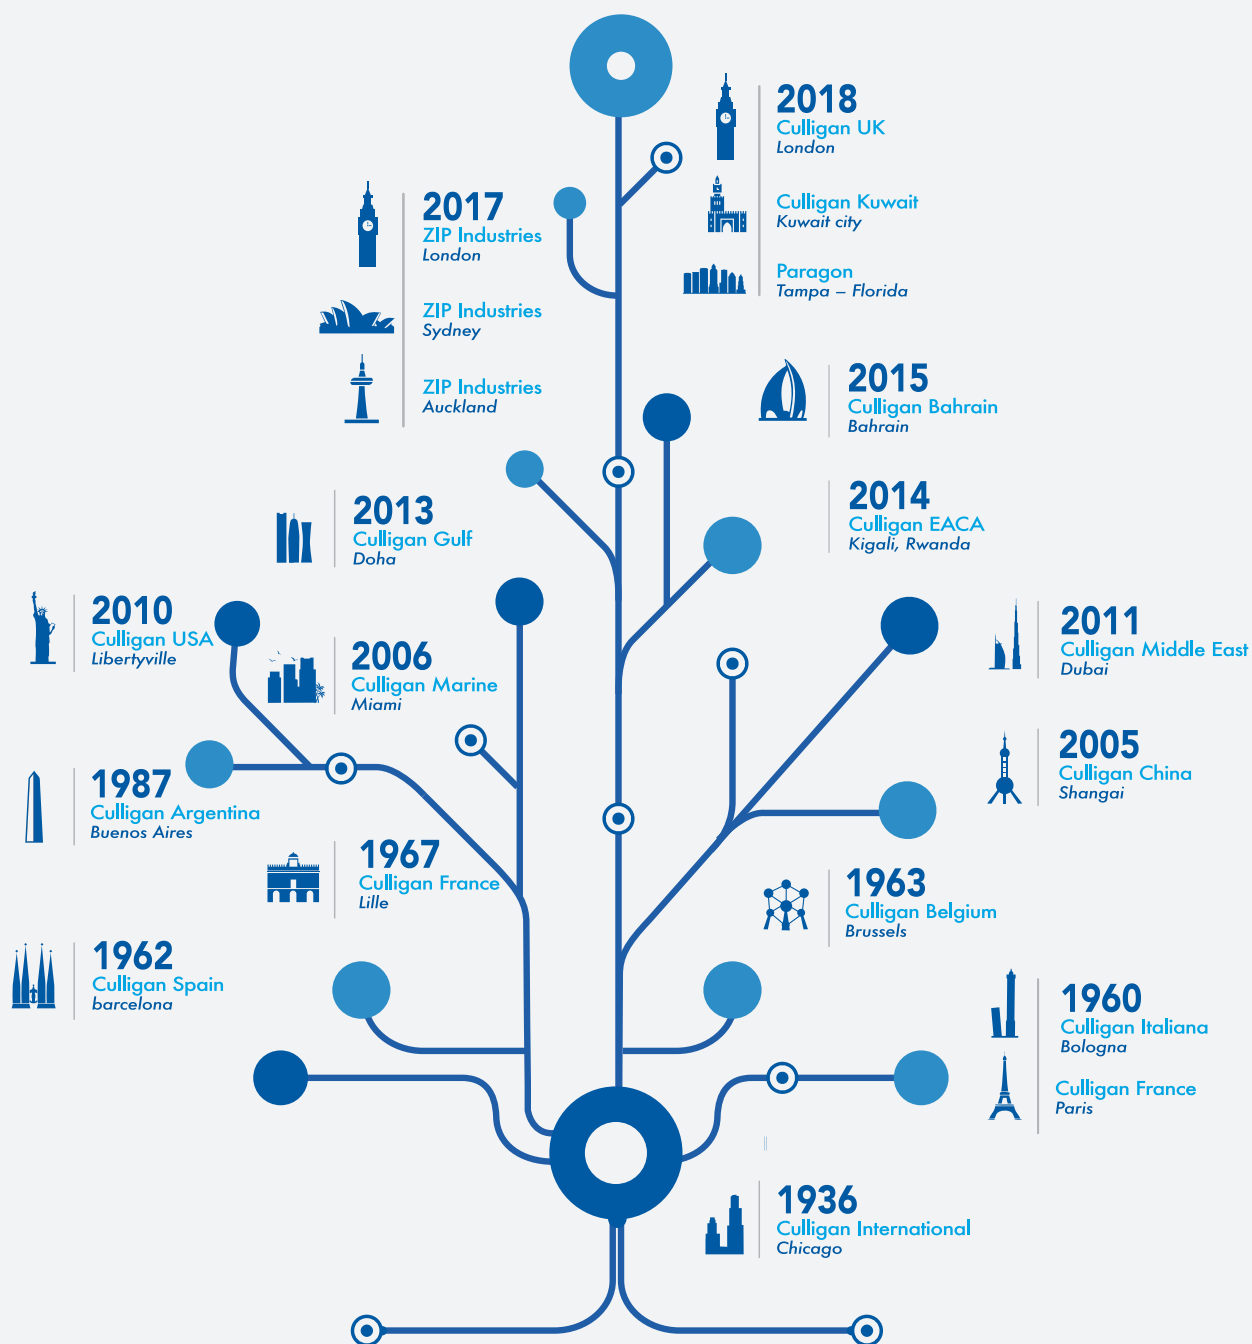 2018
Culligan UK
London
Culligan Kuwait
Kuwait city
Paragon
Tampa – Florida
2017
ZIP Industries
London
ZIP Industries
Sydney
ZIP Industries
Auckland
2015
Culligan Bahrain
Bahrain
2014
Culligan EACA
Kigali, Rwanda
2013
Culligan Gulf
Doha
2010
Culligan USA
Libertyville
2011
Culligan Middle East
Dubai
2006
Culligan Marine
Miami
2005
Culligan China
Shangai
1987
Culligan Argentina
Buenos Aires
1967
Culligan France
Lille
1963
Culligan Belgium
Brussels
1962
Culligan Spain
barcelona
1960
Culligan Italiana
Bologna
Culligan France
Paris
1936
Culligan International
Chicago